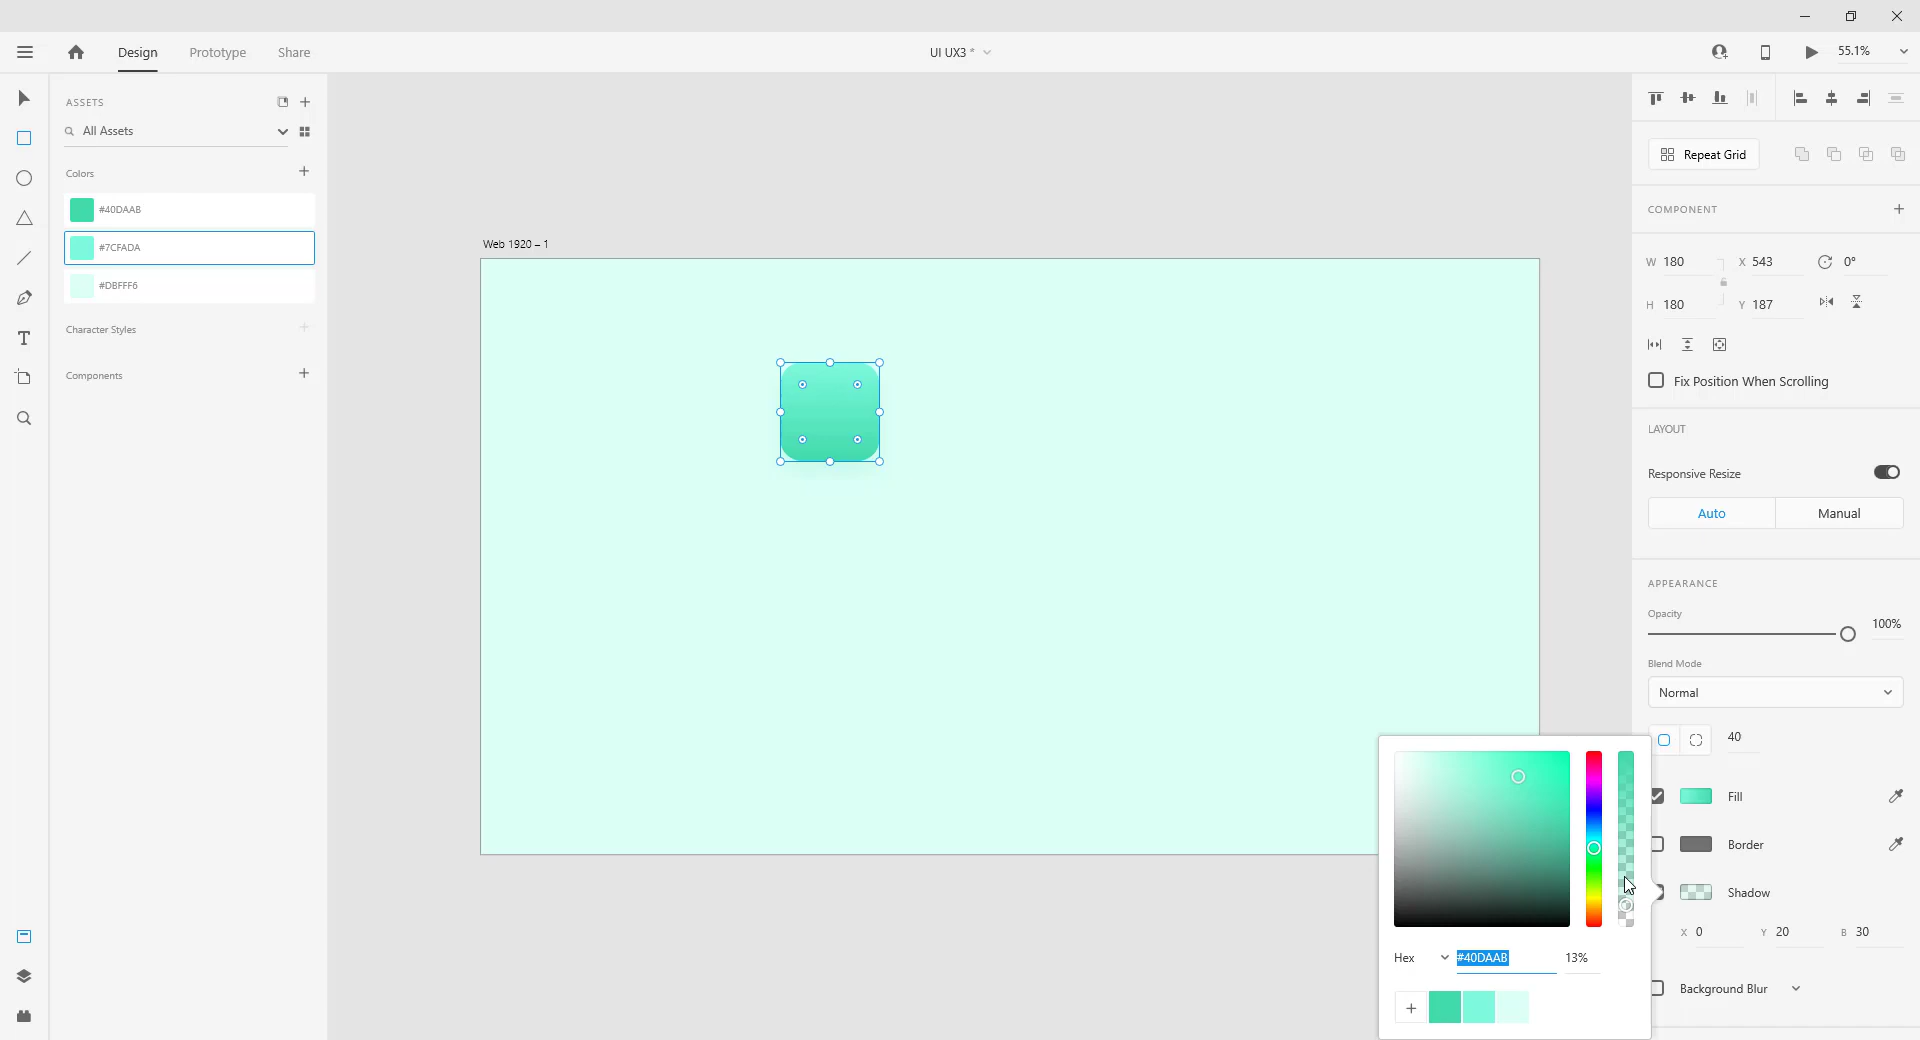 Design
Prototype
Share
UI UX3 *
55.1%
ASSETS
All Assets
Colors
#40DAAB
#7CFADA
#DBFFF6
Character Styles
Components
Web 1920 – 1
Repeat Grid
COMPONENT
W 180
X 543
0°
H 180
Y 187
Fix Position When Scrolling
LAYOUT
Responsive Resize
Auto
Manual
APPEARANCE
Opacity
100%
Blend Mode
Normal
40
Fill
Border
Shadow
X 0
Y 20
B 30
Background Blur
Hex
#40DAAB
13%